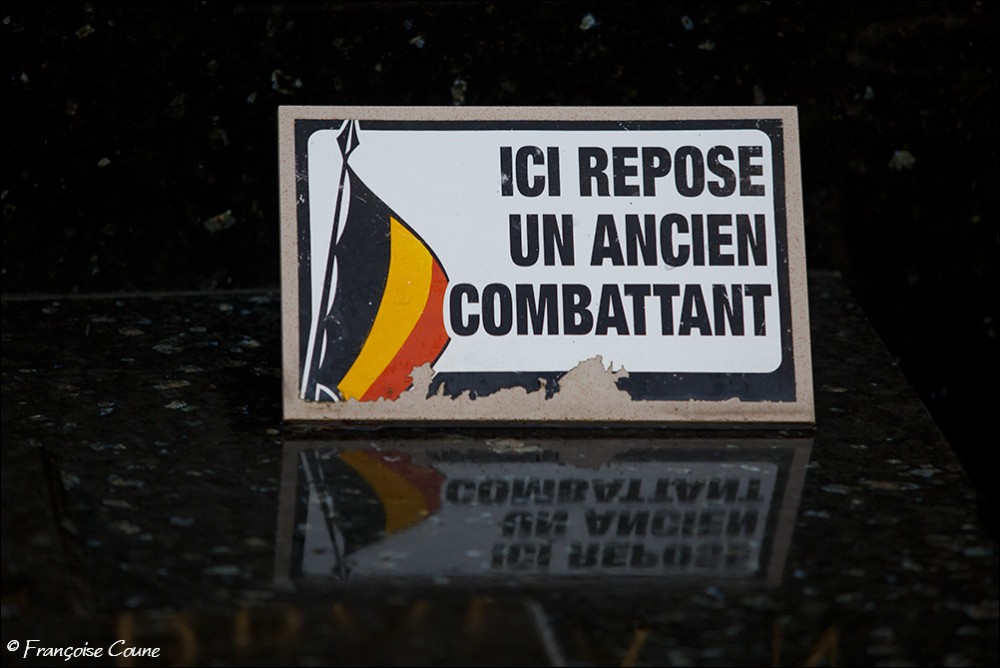 ICI REPOSE
UN ANCIEN
COMBATTANT
© Françoise Coune